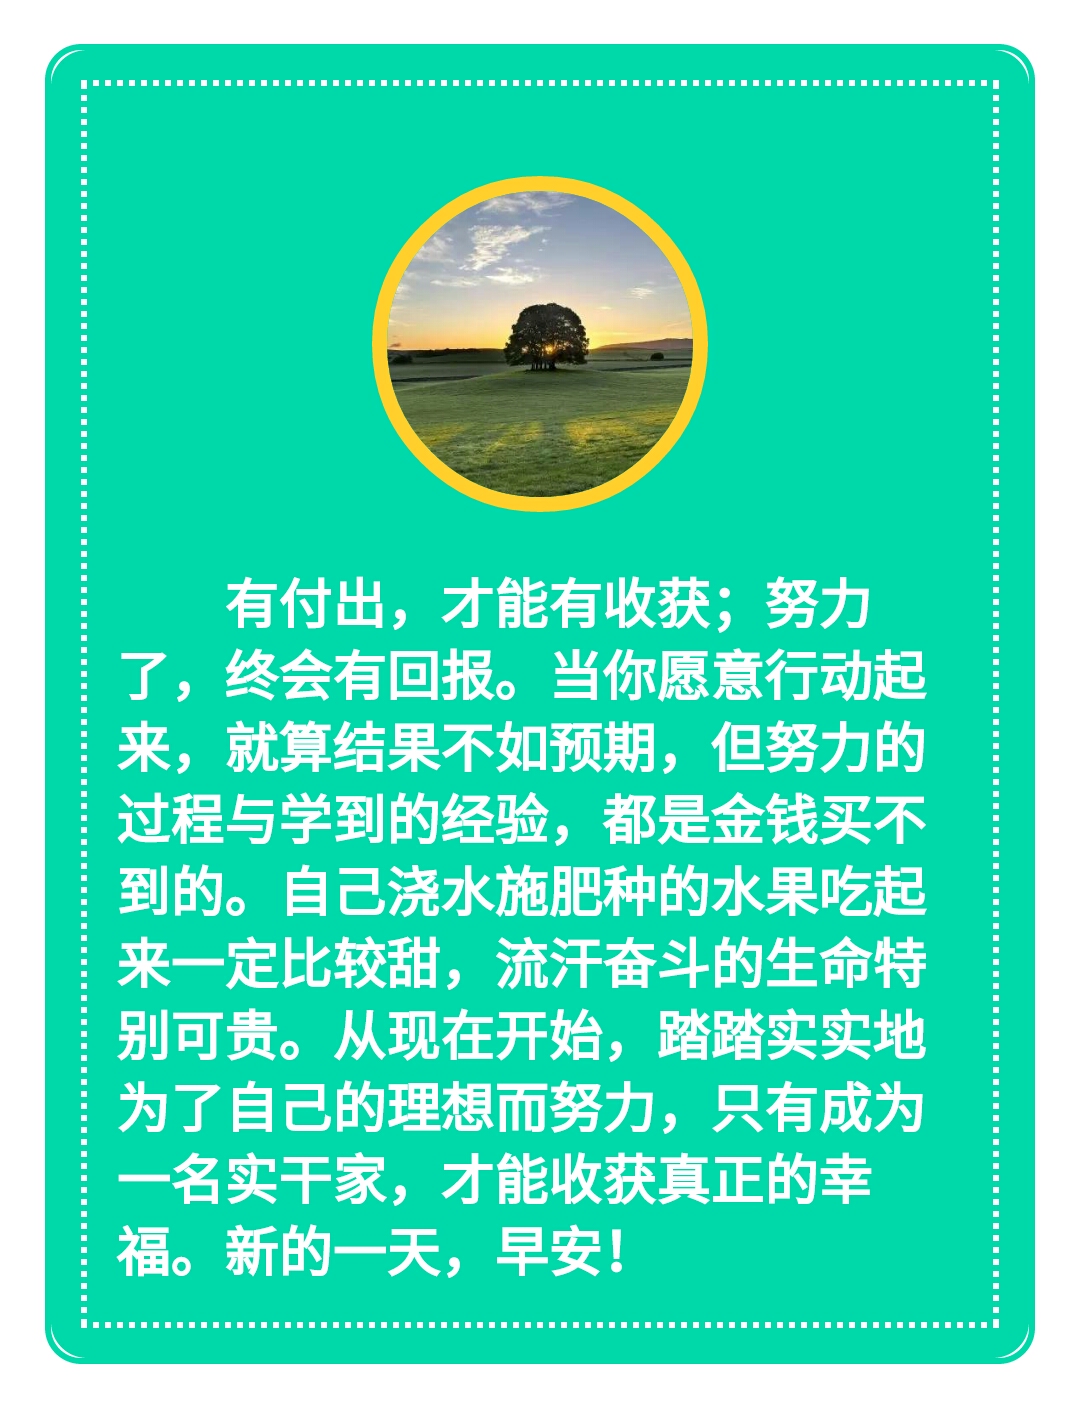 有付出，才能有收获；努力
了，终会有回报。当你愿意行动起
来，就算结果不如预期，但努力的
过程与学到的经验，都是金钱买不
到的。自己浇水施肥种的水果吃起
来一定比较甜，流汗奋斗的生命特
别可贵。从现在开始，踏踏实实地
为了自己的理想而努力，只有成为
一名实干家，才能收获真正的幸
福。新的一天，早安！